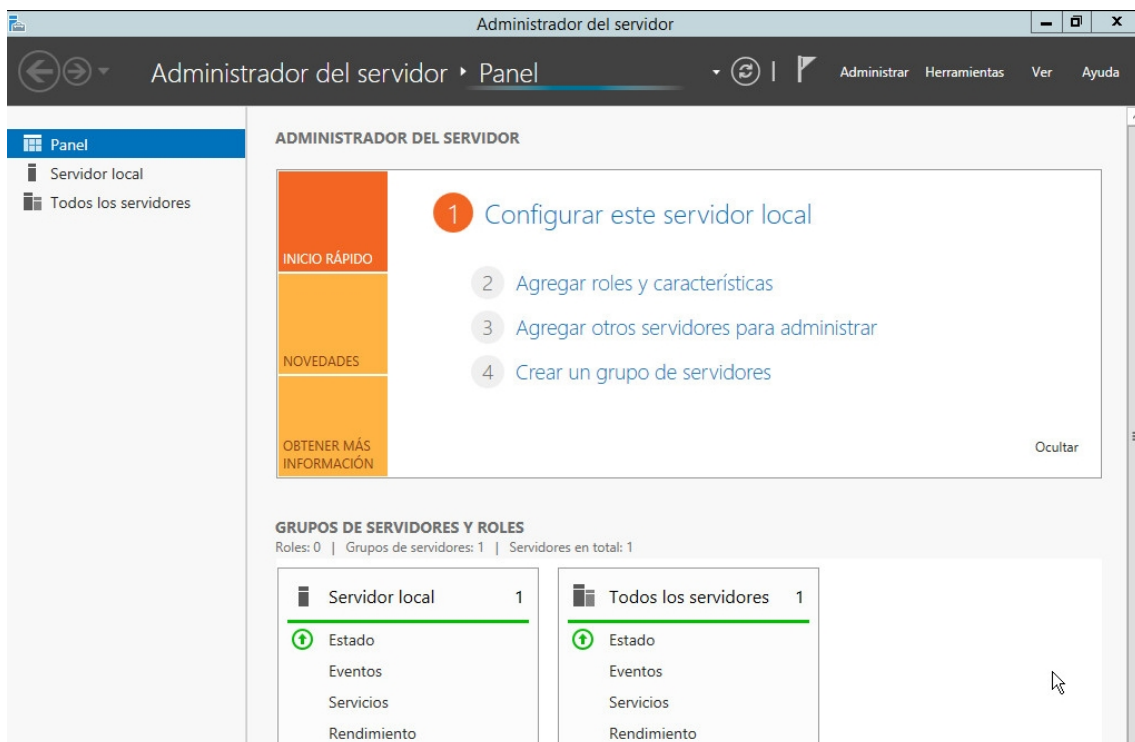 Administrador del servidor
Administrador del servidor ‣ Panel
Administrar Herramientas Ver Ayuda
Panel
Servidor local
Todos los servidores
ADMINISTRADOR DEL SERVIDOR
INICIO RÁPIDO
NOVEDADES
OBTENER MÁS
INFORMACIÓN
1 Configurar este servidor local
2 Agregar roles y características
3 Agregar otros servidores para administrar
4 Crear un grupo de servidores
Ocultar
GRUPOS DE SERVIDORES Y ROLES
Roles: 0 | Grupos de servidores: 1 | Servidores en total: 1
Servidor local 1
Estado
Eventos
Servicios
Rendimiento
Todos los servidores 1
Estado
Eventos
Servicios
Rendimiento